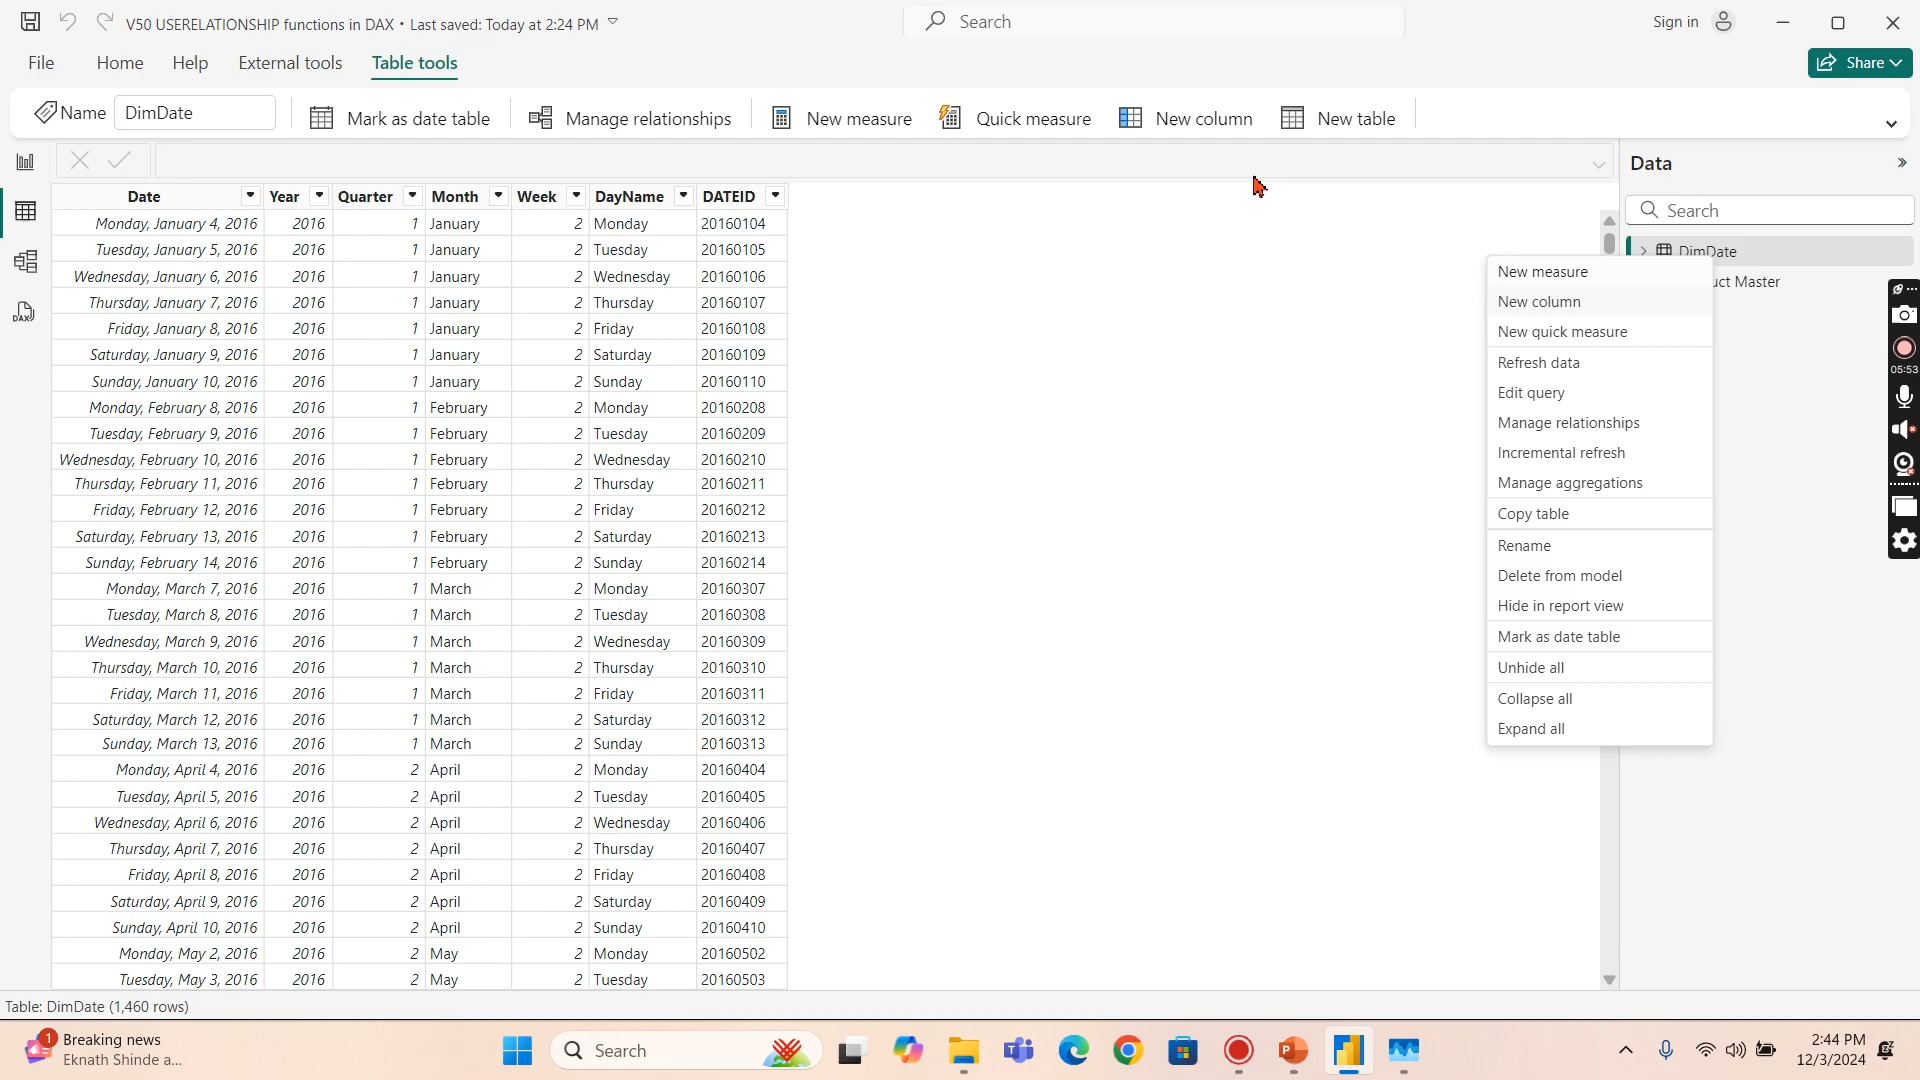 V50 USERELATIONSHIP functions in DAX • Last saved: Today at 2:24 PM
Search
Sign in
File
Home
Help
External tools
Table tools
Share
Name
DimDate
Mark as date table
Manage relationships
New measure
Quick measure
New column
New table
Data
Search
DimDate
uct Master
Date Year Quarter Month Week DayName DATEID
Monday, January 4, 2016 2016 1 January 2 Monday 20160104
Tuesday, January 5, 2016 2016 1 January 2 Tuesday 20160105
Wednesday, January 6, 2016 2016 1 January 2 Wednesday 20160106
Thursday, January 7, 2016 2016 1 January 2 Thursday 20160107
Friday, January 8, 2016 2016 1 January 2 Friday 20160108
Saturday, January 9, 2016 2016 1 January 2 Saturday 20160109
Sunday, January 10, 2016 2016 1 January 2 Sunday 20160110
Monday, February 8, 2016 2016 1 February 2 Monday 20160208
Tuesday, February 9, 2016 2016 1 February 2 Tuesday 20160209
Wednesday, February 10, 2016 2016 1 February 2 Wednesday 20160210
Thursday, February 11, 2016 2016 1 February 2 Thursday 20160211
Friday, February 12, 2016 2016 1 February 2 Friday 20160212
Saturday, February 13, 2016 2016 1 February 2 Saturday 20160213
Sunday, February 14, 2016 2016 1 February 2 Sunday 20160214
Monday, March 7, 2016 2016 1 March 2 Monday 20160307
Tuesday, March 8, 2016 2016 1 March 2 Tuesday 20160308
Wednesday, March 9, 2016 2016 1 March 2 Wednesday 20160309
Thursday, March 10, 2016 2016 1 March 2 Thursday 20160310
Friday, March 11, 2016 2016 1 March 2 Friday 20160311
Saturday, March 12, 2016 2016 1 March 2 Saturday 20160312
Sunday, March 13, 2016 2016 1 March 2 Sunday 20160313
Monday, April 4, 2016 2016 2 April 2 Monday 20160404
Tuesday, April 5, 2016 2016 2 April 2 Tuesday 20160405
Wednesday, April 6, 2016 2016 2 April 2 Wednesday 20160406
Thursday, April 7, 2016 2016 2 April 2 Thursday 20160407
Friday, April 8, 2016 2016 2 April 2 Friday 20160408
Saturday, April 9, 2016 2016 2 April 2 Saturday 20160409
Sunday, April 10, 2016 2016 2 April 2 Sunday 20160410
Monday, May 2, 2016 2016 2 May 2 Monday 20160502
Tuesday, May 3, 2016 2016 2 May 2 Tuesday 20160503
New measure
New column
New quick measure
Refresh data
Edit query
Manage relationships
Incremental refresh
Manage aggregations
Copy table
Rename
Delete from model
Hide in report view
Mark as date table
Unhide all
Collapse all
Expand all
DAX
05:53
Table: DimDate (1,460 rows)
1
Breaking news
Eknath Shinde a...
Search
2:44 PM
12/3/2024